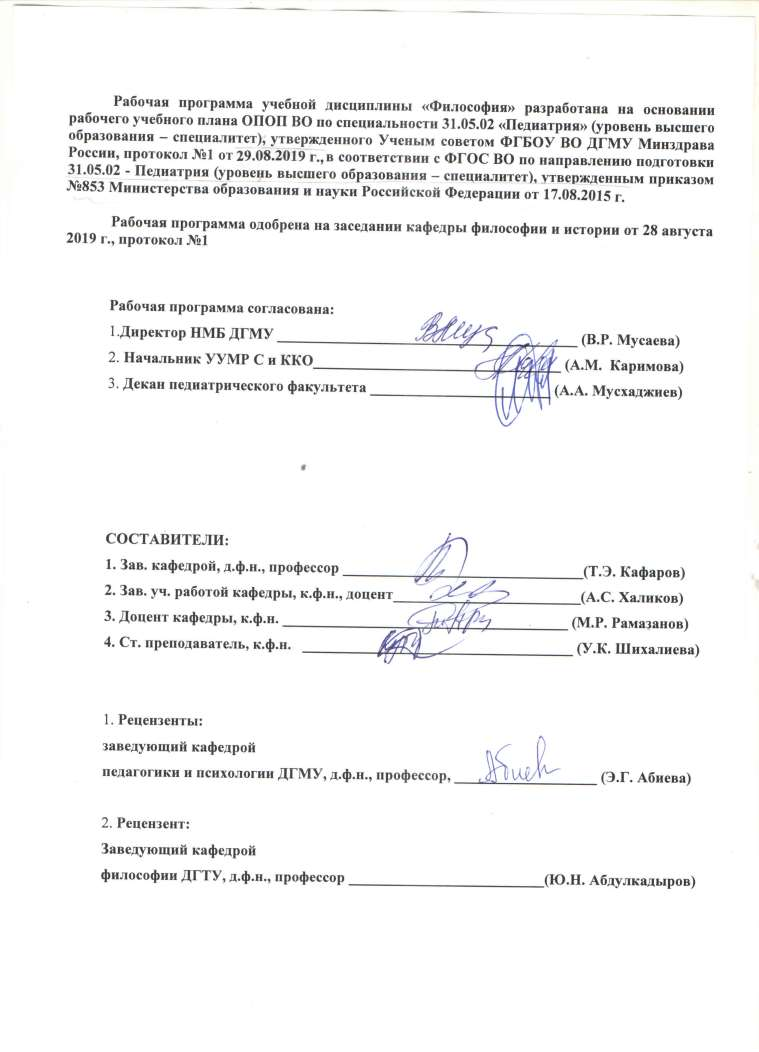 Рабочая программа учебной дисциплины «Философия» разработана на основании
рабочего учебного плана ОПОП ВО по специальности 31.05.02 «Педиатрия» (уровень высшего
образования – специалитет), утвержденного Ученым советом ФГБОУ ВО ДГМУ Минздрава
России, протокол №1 от 29.08.2019 г., в соответствии с ФГОС ВО по направлению подготовки
31.05.02 - Педиатрия (уровень высшего образования – специалитет), утвержденным приказом
№853 Министерства образования и науки Российской Федерации от 17.08.2015 г.
Рабочая программа одобрена на заседании кафедры философии и истории от 28 августа
2019 г., протокол №1
Рабочая программа согласована:
1.Директор НМБ ДГМУ (В.Р. Мусаева)
2. Начальник УУМР С и ККО (А.М. Каримова)
3. Декан педиатрического факультета (А.А. Мусхаджиев)
СОСТАВИТЕЛИ:
1. Зав. кафедрой, д.ф.н., профессор (Т.Э. Кафаров)
2. Зав. уч. работой кафедры, к.ф.н., доцент (А.С. Халиков)
3. Доцент кафедры, к.ф.н. (М.Р. Рамазанов)
4. Ст. преподаватель, к.ф.н. (У.К. Шихалиева)
1. Рецензенты:
заведующий кафедрой
педагогики и психологии ДГМУ, д.ф.н., профессор, (Э.Г. Абиева)
2. Рецензент:
Заведующий кафедрой
философии ДГТУ, д.ф.н., профессор (Ю.Н. Абдулкадыров)